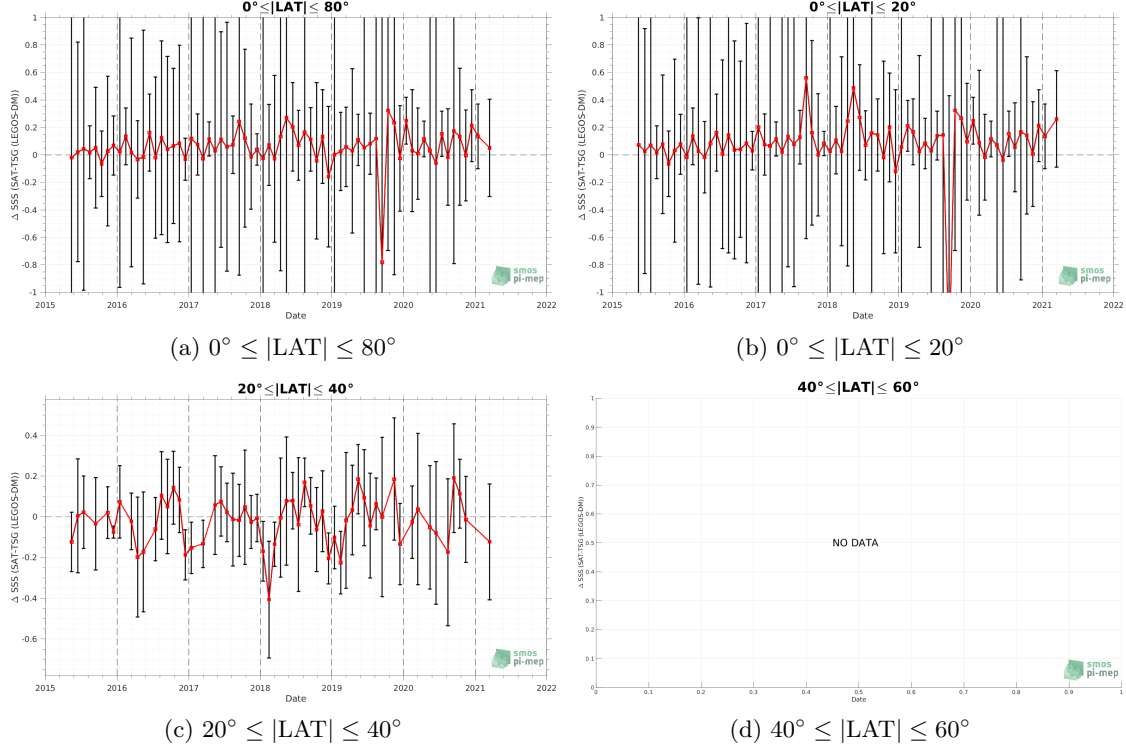 0°≤|LAT|≤ 80°
1
0.8
0.6
0.4
0.2
0
-0.2
-0.4
-0.6
-0.8
-1
Δ SSS (SAT-TSG (LEGOS-DM))
2015 2016 2017 2018 2019 2020 2021 2022
Date
smos
pi-mep
(a) 0° ≤ |LAT| ≤ 80°
0°≤|LAT|≤ 20°
1
0.8
0.6
0.4
0.2
0
-0.2
-0.4
-0.6
-0.8
-1
Δ SSS (SAT-TSG (LEGOS-DM))
2015 2016 2017 2018 2019 2020 2021 2022
Date
smos
pi-mep
(b) 0° ≤ |LAT| ≤ 20°
20°≤|LAT|≤ 40°
0.4
0.2
0
-0.2
-0.4
-0.6
Δ SSS (SAT-TSG (LEGOS-DM))
2015 2016 2017 2018 2019 2020 2021 2022
Date
smos
pi-mep
(c) 20° ≤ |LAT| ≤ 40°
40°≤|LAT|≤ 60°
1
0.9
0.8
0.7
0.6
0.5
0.4
0.3
0.2
0.1
0
Δ SSS (SAT-TSG (LEGOS-DM))
NO DATA
0 0.1 0.2 0.3 0.4 0.5 0.6 0.7 0.8 0.9 1
Date
smos
pi-mep
(d) 40° ≤ |LAT| ≤ 60°